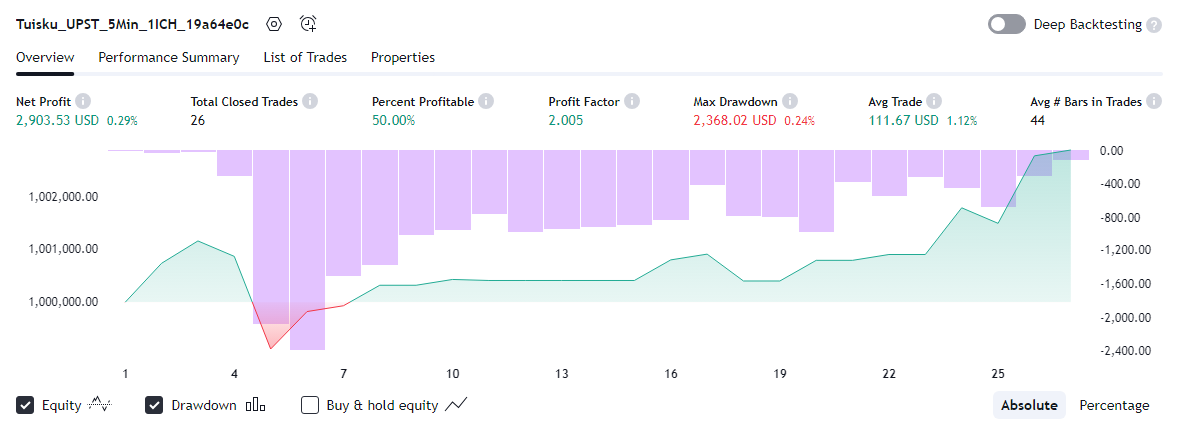 Tuisku_UPST_5Min_1ICH_19a64e0c
Deep Backtesting ?
Overview Performance Summary List of Trades Properties
Net Profit Total Closed Trades Percent Profitable Profit Factor Max Drawdown Avg Trade Avg # Bars in Trades
2,903.53 USD 0.29% 26 50.00% 2.005 2,368.02 USD 0.24% 111.67 USD 1.12% 44
0.00
-400.00
1,002,000.00
-800.00
1,001,000.00
-1,200.00
-1,600.00
1,000,000.00
-2,000.00
-2,400.00
1 4 7 10 13 16 19 22 25
Equity Drawdown Buy & hold equity Absolute Percentage